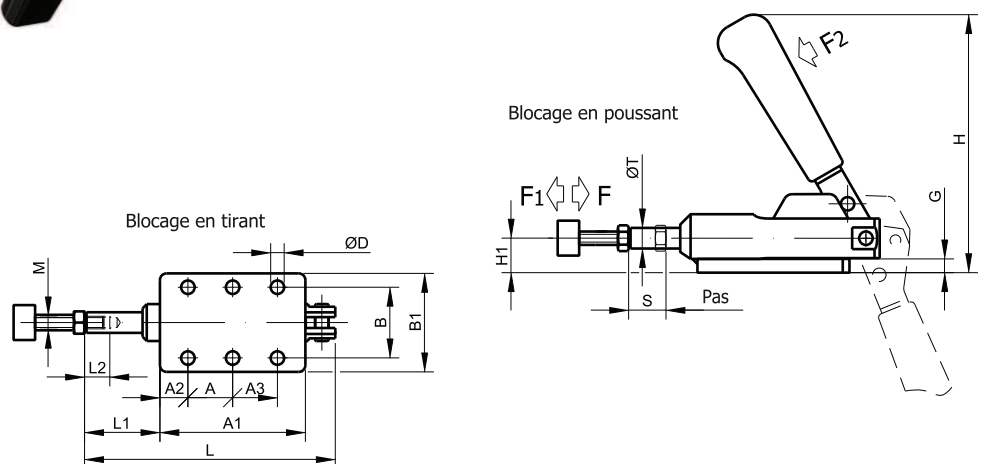 Blocage en tirant
ØD
M
B
B1
L2
A2
A
A3
L1
A1
L
Blocage en poussant
F2
H
ØT
G
F1
F
H1
S
Pas